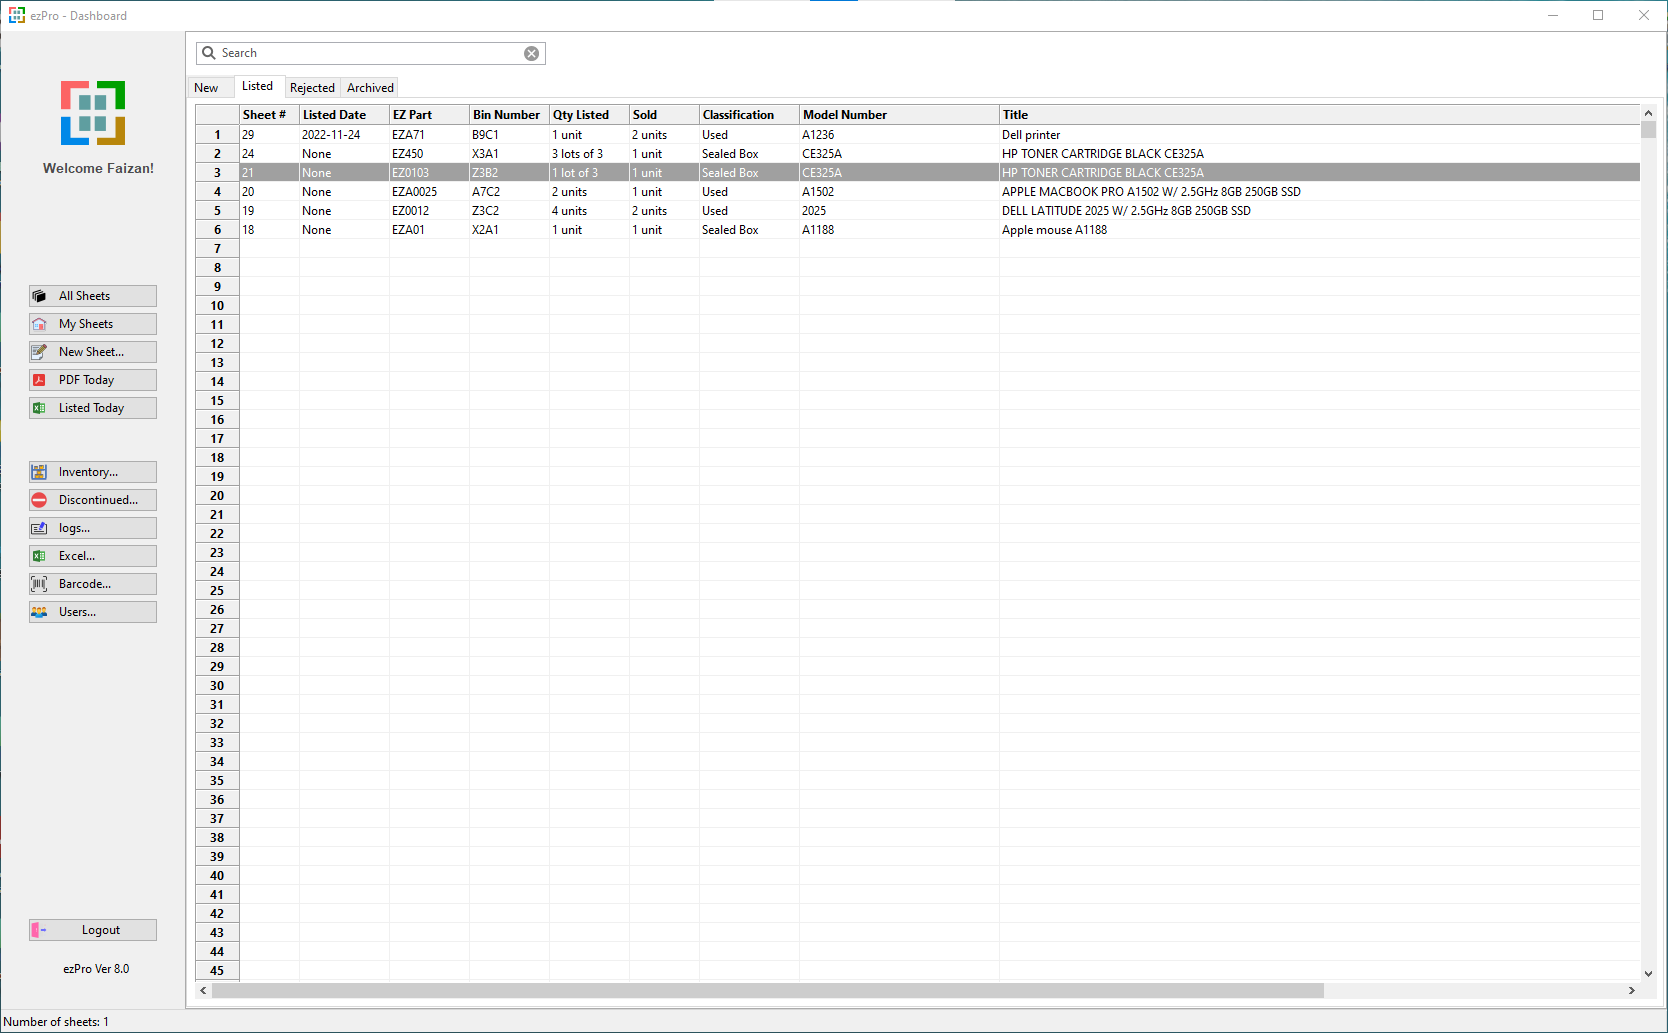 ezPro - Dashboard
Search
Welcome Faizan!
New Listed Rejected Archived
Sheet # Listed Date EZ Part Bin Number Qty Listed Sold Classification Model Number Title
1 29 2022-11-24 EZA71 B9C1 1 unit 2 units Used A1236 Dell printer
2 24 None EZ450 X3A1 3 lots of 3 1 unit Sealed Box CE325A HP TONER CARTRIDGE BLACK CE325A
3 21 None EZ0103 Z3B2 1 lot of 3 1 unit Sealed Box CE325A HP TONER CARTRIDGE BLACK CE325A
4 20 None EZA0025 A7C2 2 units 1 unit Used A1502 APPLE MACBOOK PRO A1502 W/ 2.5GHz 8GB 250GB SSD
5 19 None EZ0012 Z3C2 4 units 2 units Used 2025 DELL LATITUDE 2025 W/ 2.5GHz 8GB 250GB SSD
6 18 None EZA01 X2A1 1 unit 1 unit Sealed Box A1188 Apple mouse A1188
7
8
9
10
11
12
13
14
15
16
17
18
19
20
21
22
23
24
25
26
27
28
29
30
31
32
33
34
35
36
37
38
39
40
41
42
43
44
45
All Sheets
My Sheets
New Sheet...
PDF Today
Listed Today
Inventory...
Discontinued...
logs...
Excel...
Barcode...
Users...
Logout
ezPro Ver 8.0
Number of sheets: 1